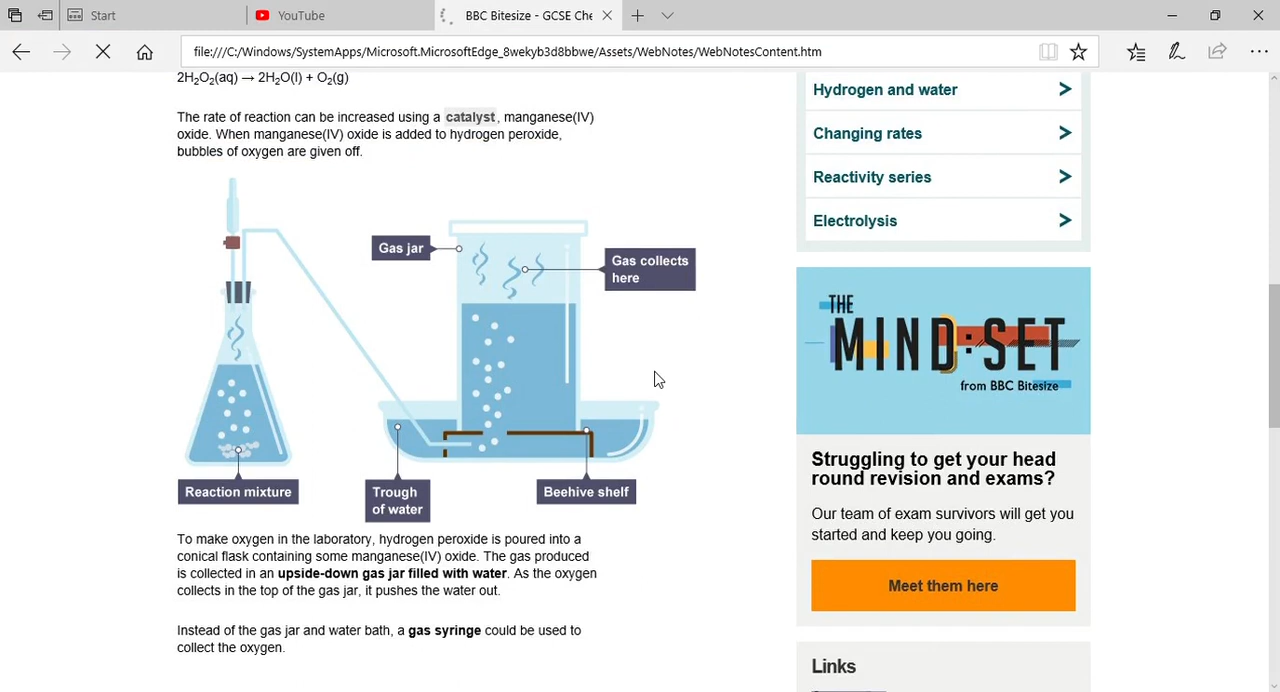 Start
YouTube
BBC Bitesize - GCSE Che
file:///C:/Windows/SystemApps/Microsoft.MicrosoftEdge_8wekyb3d8bbwe/Assets/WebNotes/WebNotesContent.htm
2H₂O₂(aq) → 2H₂O(l) + O₂(g)
The rate of reaction can be increased using a catalyst, manganese(IV)
oxide. When manganese(IV) oxide is added to hydrogen peroxide,
bubbles of oxygen are given off.
Gas jar
Gas collects
here
Reaction mixture
Trough
of water
Beehive shelf
To make oxygen in the laboratory, hydrogen peroxide is poured into a
conical flask containing some manganese(IV) oxide. The gas produced
is collected in an upside-down gas jar filled with water. As the oxygen
collects in the top of the gas jar, it pushes the water out.
Instead of the gas jar and water bath, a gas syringe could be used to
collect the oxygen.
Hydrogen and water
Changing rates
Reactivity series
Electrolysis
THE
MIND:SET
from BBC Bitesize
Struggling to get your head
round revision and exams?
Our team of exam survivors will get you
started and keep you going.
Meet them here
Links